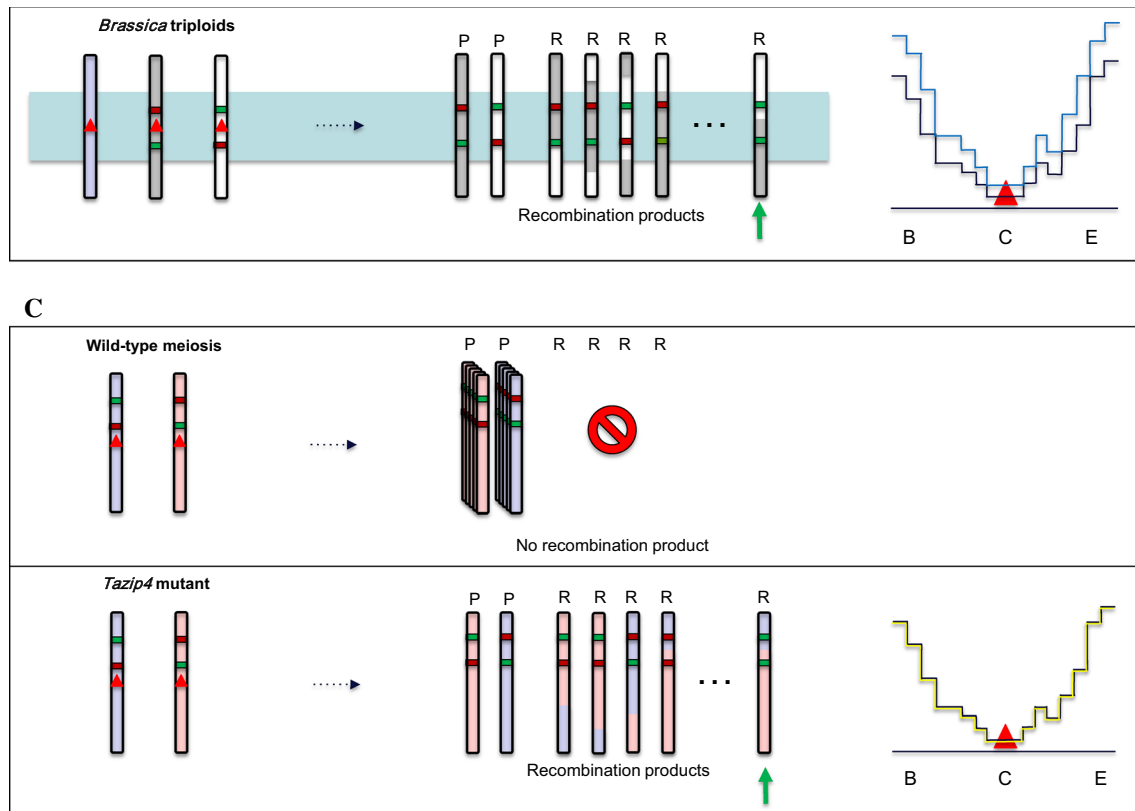 Brassica triploids
P P R R R R R
...
Recombination products
B C E
C
Wild-type meiosis
P P R R R R
No recombination product
Tazip4 mutant
P P R R R R R
...
Recombination products
B C E